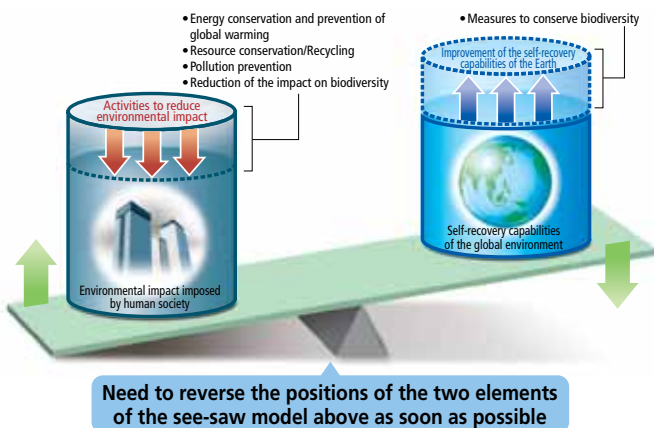 • Energy conservation and prevention of
global warming
• Resource conservation/Recycling
• Pollution prevention
• Reduction of the impact on biodiversity
• Measures to conserve biodiversity
Activities to reduce
environmental impact
Improvement of the self-recovery
capabilities of the Earth
Environmental impact imposed
by human society
Self-recovery capabilities
of the global environment
Need to reverse the positions of the two elements
of the see-saw model above as soon as possible